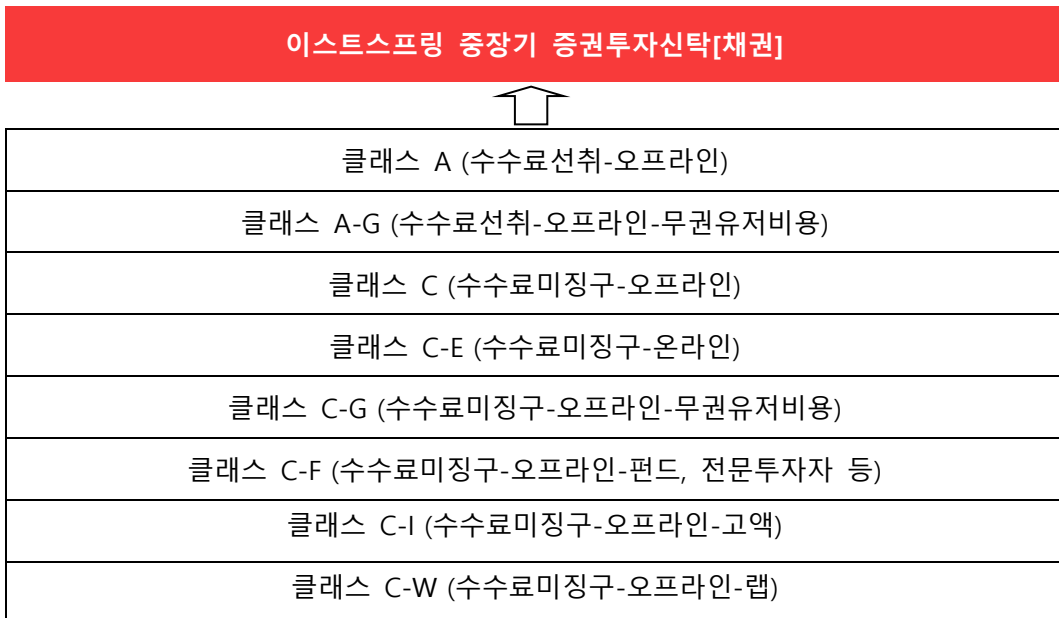 이스트스프링 중장기 증권투자신탁[채권]
클래스 A (수수료선취-오프라인)
클래스 A-G (수수료선취-오프라인-무권유저비용)
클래스 C (수수료미징구-오프라인)
클래스 C-E (수수료미징구-온라인)
클래스 C-G (수수료미징구-오프라인-무권유저비용)
클래스 C-F (수수료미징구-오프라인-펀드, 전문투자자 등)
클래스 C-I (수수료미징구-오프라인-고액)
클래스 C-W (수수료미징구-오프라인-랩)